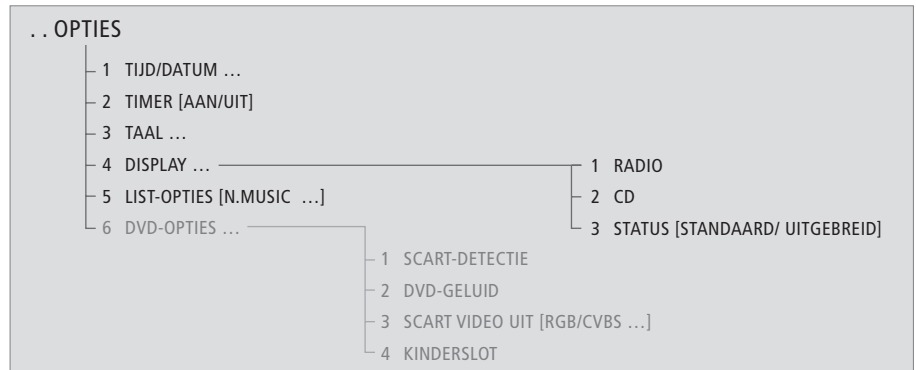 . . OPTIES
1 TIJD/DATUM ...
2 TIMER [AAN/UIT]
3 TAAL ...
4 DISPLAY ...
1 RADIO
2 CD
3 STATUS [STANDAARD/ UITGEBREID]
5 LIST-OPTIES [N.MUSIC ...]
6 DVD-OPTIES ...
1 SCART-DETECTIE
2 DVD-GELUID
3 SCART VIDEO UIT [RGB/CVBS ...]
4 KINDERSLOT